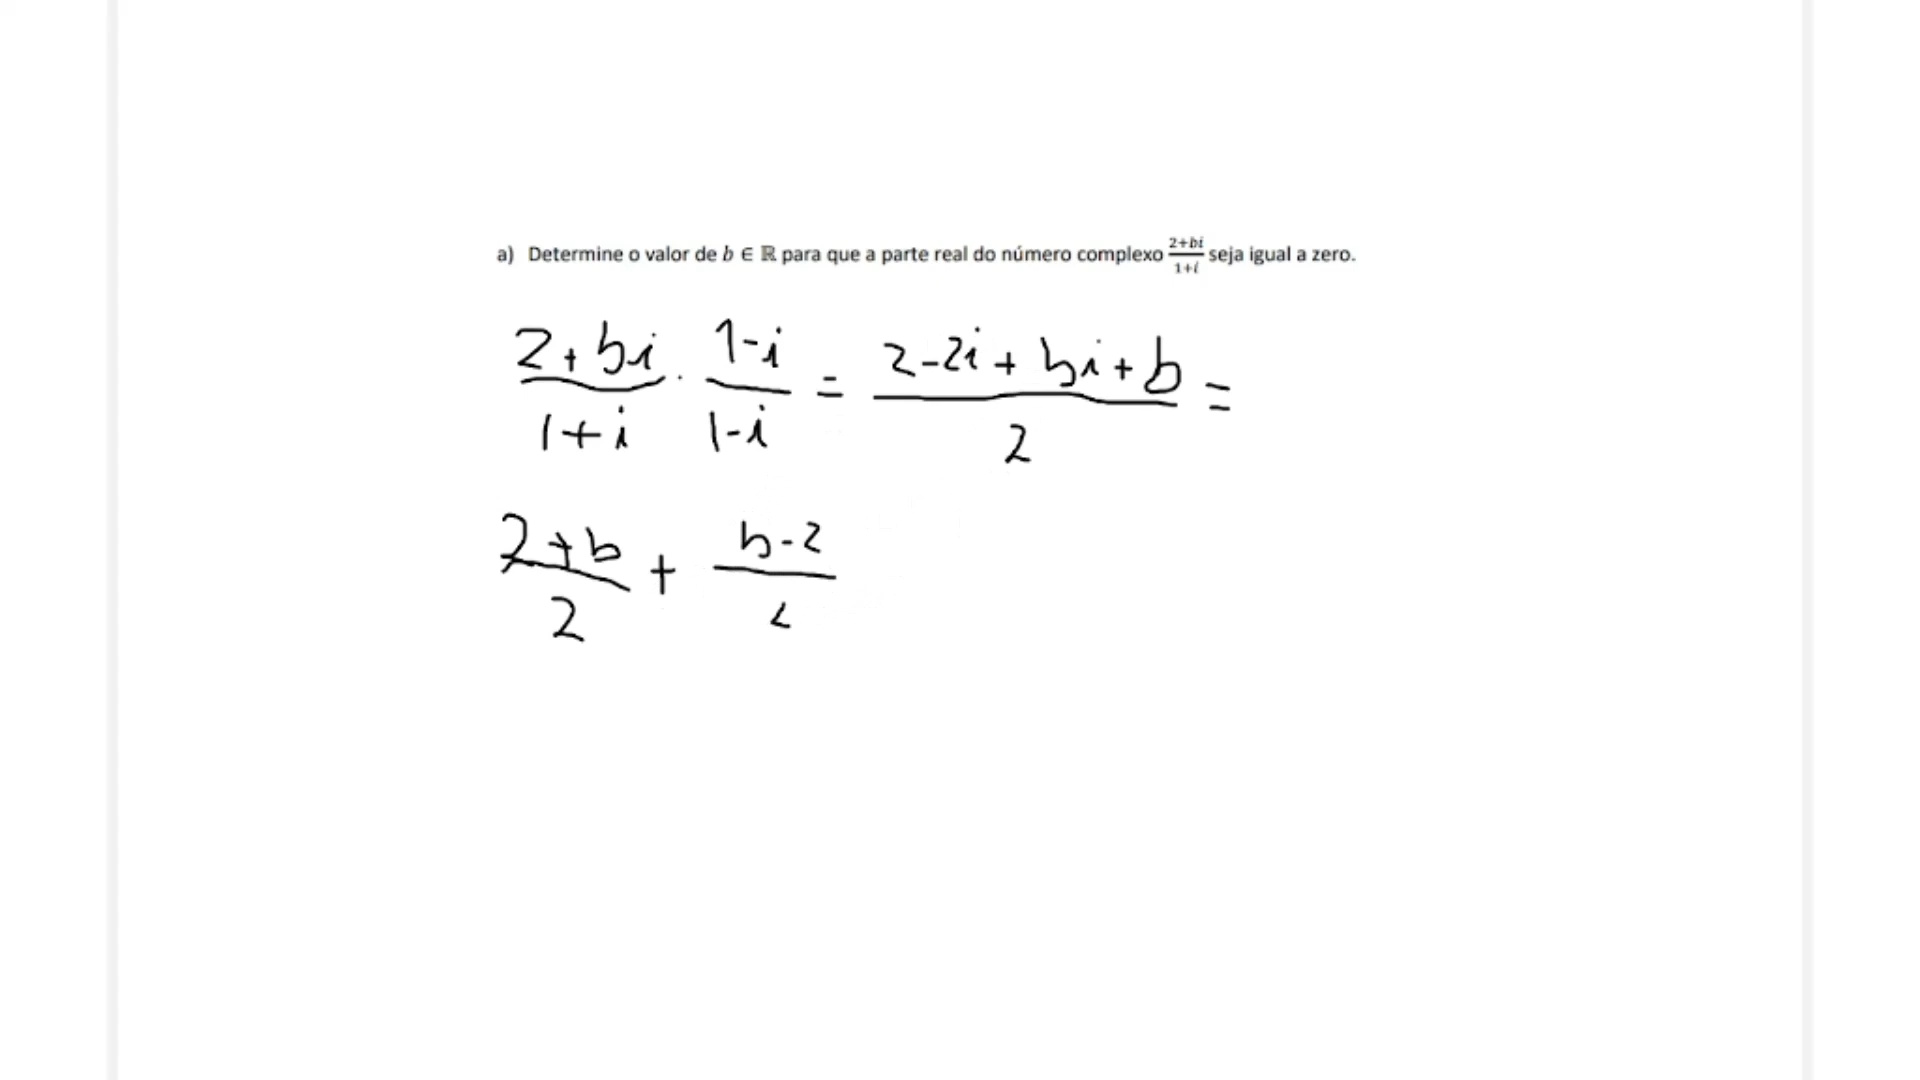 a) Determine o valor de b ∈ ℝ para que a parte real do número complexo (2+bi)/(1+i) seja igual a zero.
(2+bi)/(1+i) · (1-i)/(1-i) = (2-2i+bi+b)/2 =
(2+b)/2 + (b-2)/